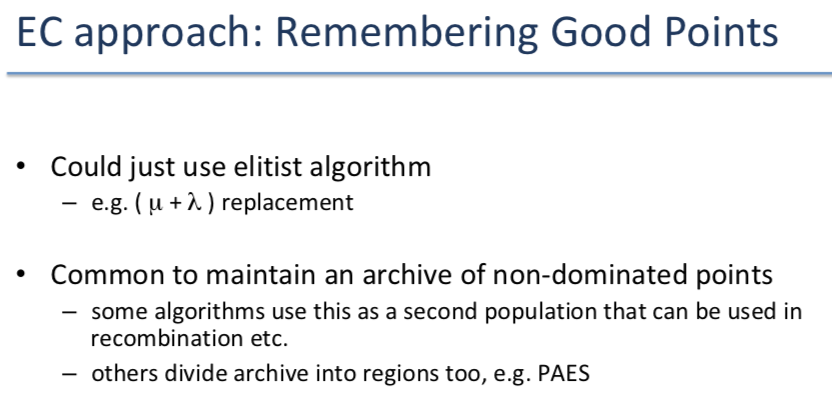 EC approach: Remembering Good Points
• Could just use elitist algorithm
– e.g. ( μ + λ ) replacement
• Common to maintain an archive of non-dominated points
– some algorithms use this as a second population that can be used in
recombination etc.
– others divide archive into regions too, e.g. PAES